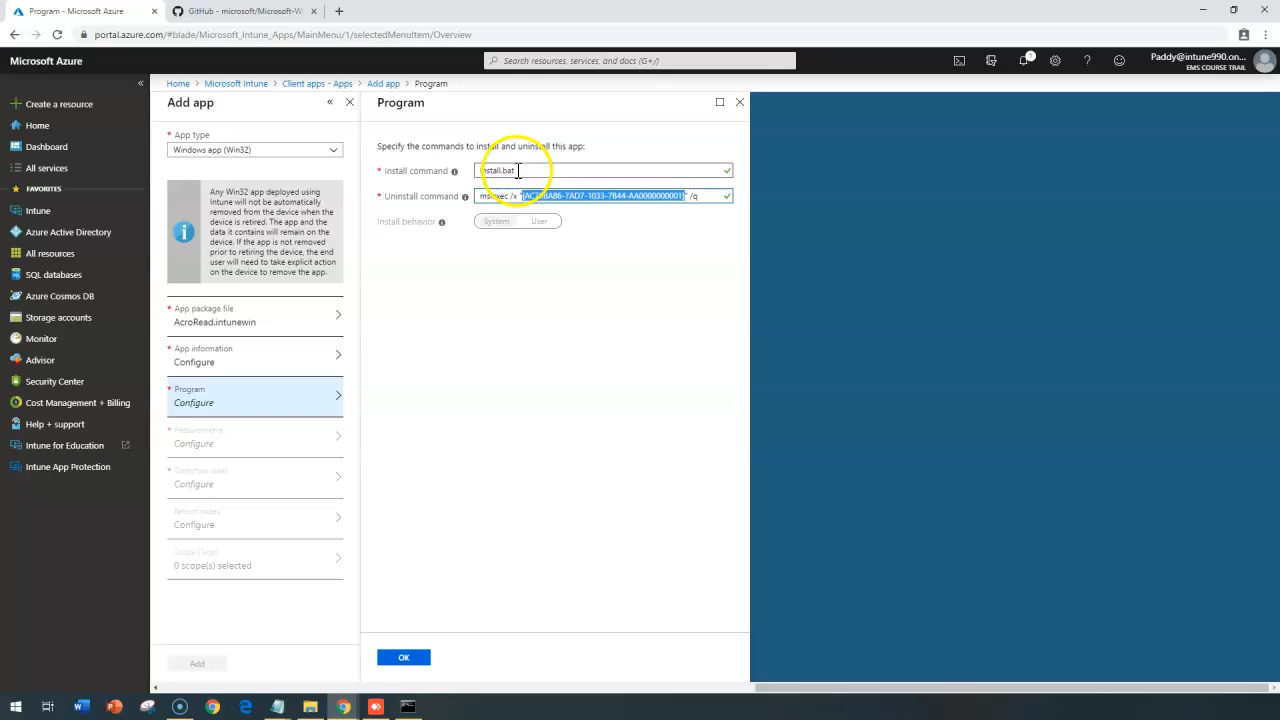 Program - Microsoft Azure
GitHub - microsoft/Microsoft-W
portal.azure.com/#blade/Microsoft_Intune_Apps/MainMenu/1/selectedMenuItem/Overview
Microsoft Azure
Search resources, services, and docs (G+/)
1
Paddy@intune990.on...
EMS COURSE TRAIL
Create a resource
Home
Dashboard
All services
FAVORITES
Intune
Azure Active Directory
All resources
SQL databases
Azure Cosmos DB
Storage accounts
Monitor
Advisor
Security Center
Cost Management + Billing
Help + support
Intune for Education
Intune App Protection
Home > Microsoft Intune > Client apps - Apps > Add app > Program
Add app
* App type
Windows app (Win32)
Any Win32 app deployed using
Intune will not be automatically
removed from the device when the
device is retired. The app and the
data it contains will remain on the
device. If the app is not removed
prior to retiring the device, the end
user will need to take explicit action
on the device to remove the app.
* App package file
AcroRead.intunewin
* App information
Configure
* Program
Configure
* Requirements
Configure
* Detection rules
Configure
Return codes
Configure
Scope (Tags)
0 scope(s) selected
Add
Program
Specify the commands to install and uninstall this app:
* Install command
Install.bat
* Uninstall command
msiexec /x "{AC76BA86-7AD7-1033-7B44-AA0000000001}" /q
Install behavior
System
User
OK